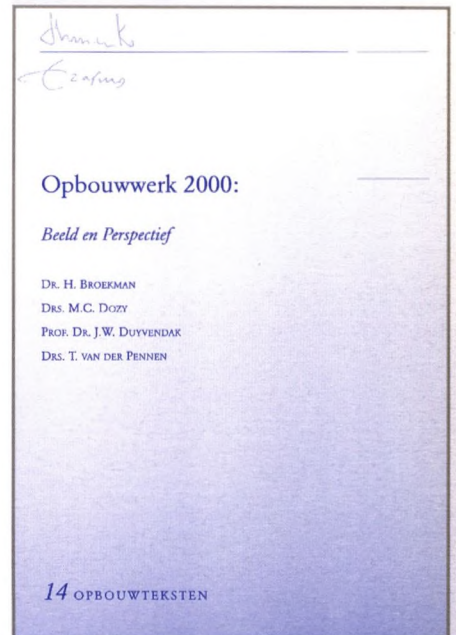 Opbouwwerk 2000:
Beeld en Perspectief
DR. H. BROEKMAN
DRS. M.C. DOZY
PROF. DR. J.W. DUYVENDAK
DRS. T. VAN DER PENNEN
14 OPBOUWTEKSTEN